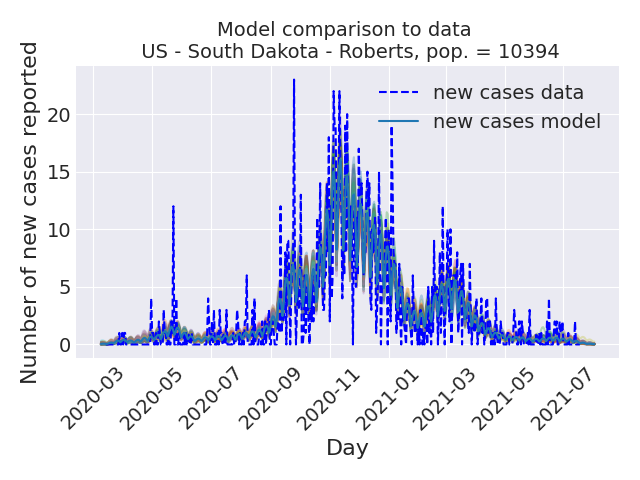 Model comparison to data
US - South Dakota - Roberts, pop. = 10394
Number of new cases reported
20
15
10
5
0
new cases data
new cases model
2020-03
2020-05
2020-07
2020-09
2020-11
2021-01
2021-03
2021-05
2021-07
Day